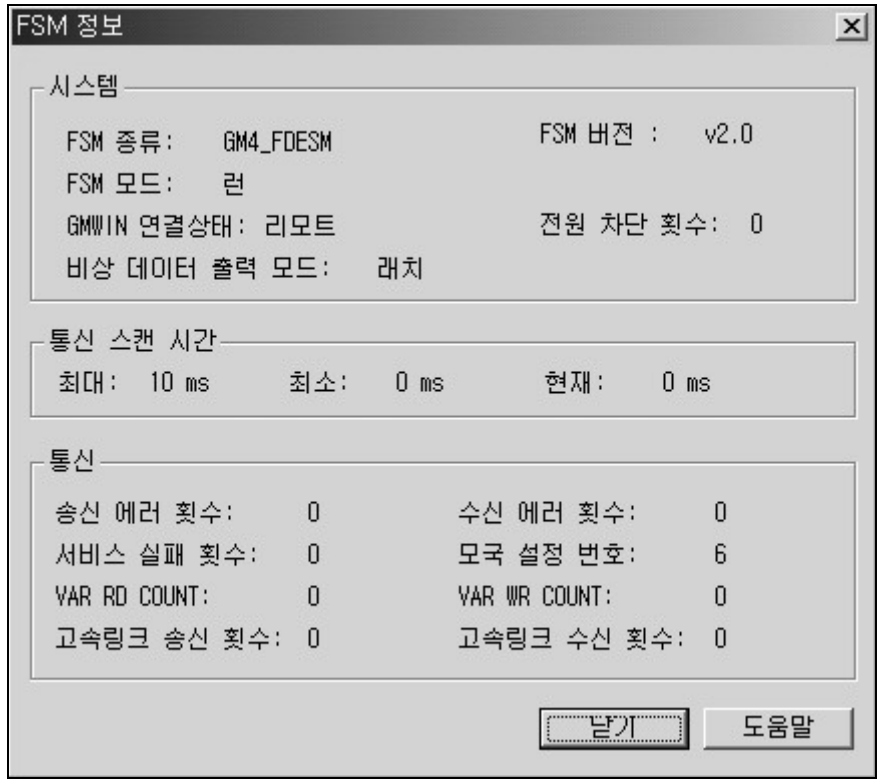 FSM 정보
시스템
FSM 종류: GM4_FDESM FSM 버전 : v2.0
FSM 모드: 런
GMWIN 연결상태: 리모트 전원 차단 횟수: 0
비상 데이터 출력 모드: 래치
통신 스캔 시간
최대: 10 ms 최소: 0 ms 현재: 0 ms
통신
송신 에러 횟수: 0 수신 에러 횟수: 0
서비스 실패 횟수: 0 모국 설정 번호: 6
VAR RD COUNT: 0 VAR WR COUNT: 0
고속링크 송신 횟수: 0 고속링크 수신 횟수: 0
닫기 도움말